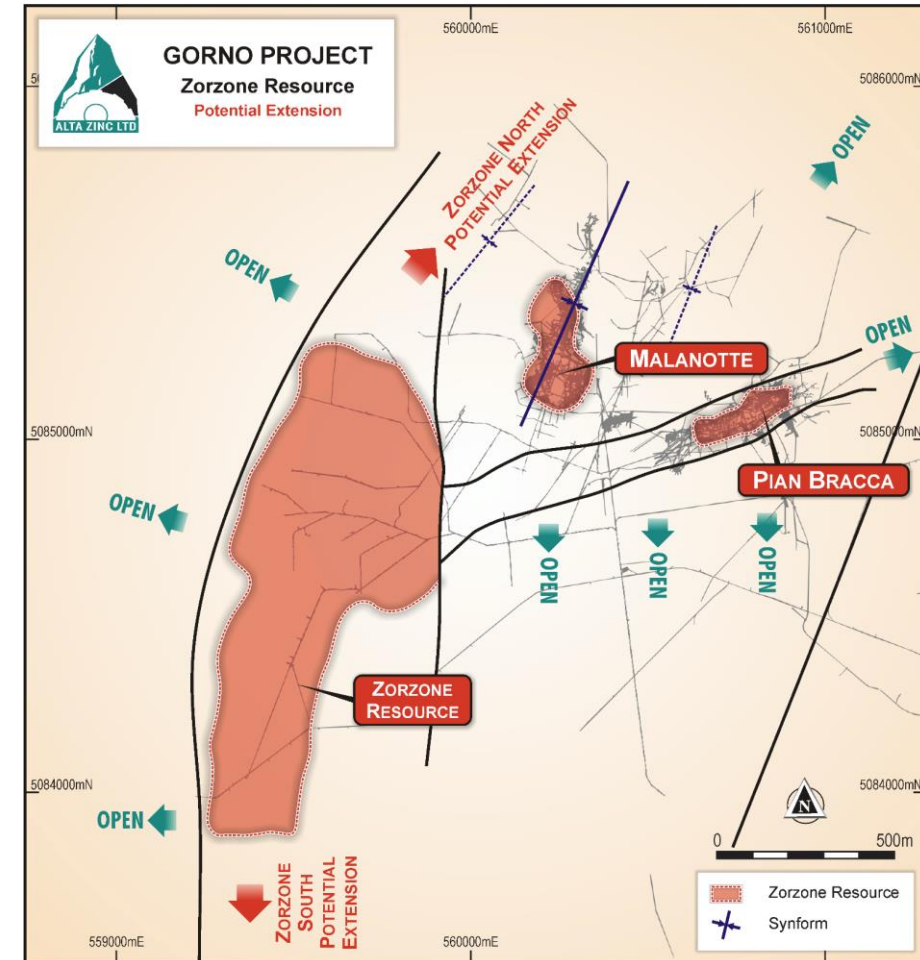 560000mE
561000mE
GORNO PROJECT
Zorzone Resource
Potential Extension
ALTA ZINC LTD
5086000mN
ZORZONE NORTH
POTENTIAL EXTENSION
OPEN
OPEN
OPEN
MALANOTTE
5085000mN
5085000mN
PIAN BRACCA
OPEN
OPEN
OPEN
OPEN
ZORZONE
RESOURCE
5084000mN
5084000mN
OPEN
N
0
500m
ZORZONE
SOUTH
POTENTIAL
EXTENSION
Zorzone Resource
Synform
559000mE
560000mE